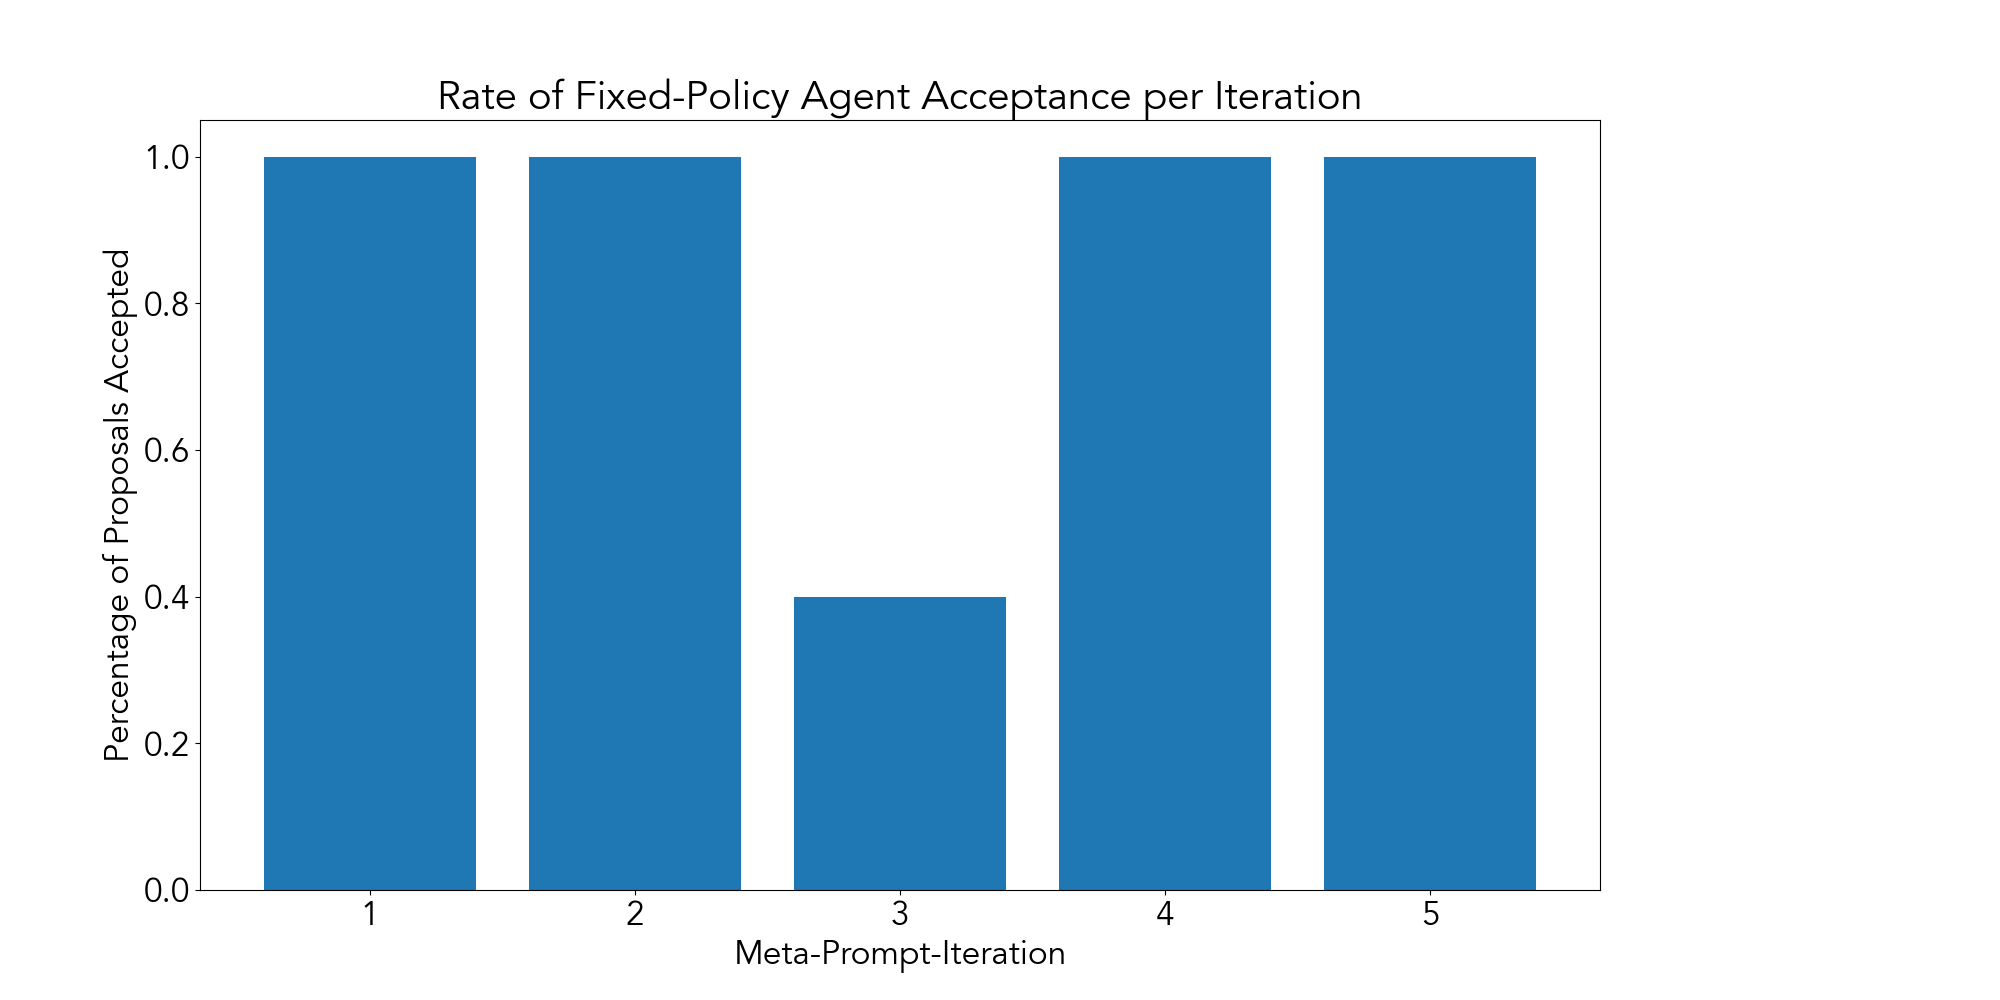 Rate of Fixed-Policy Agent Acceptance per Iteration
Percentage of Proposals Accepted
1.0
0.8
0.6
0.4
0.2
0.0
1 2 3 4 5
Meta-Prompt-Iteration